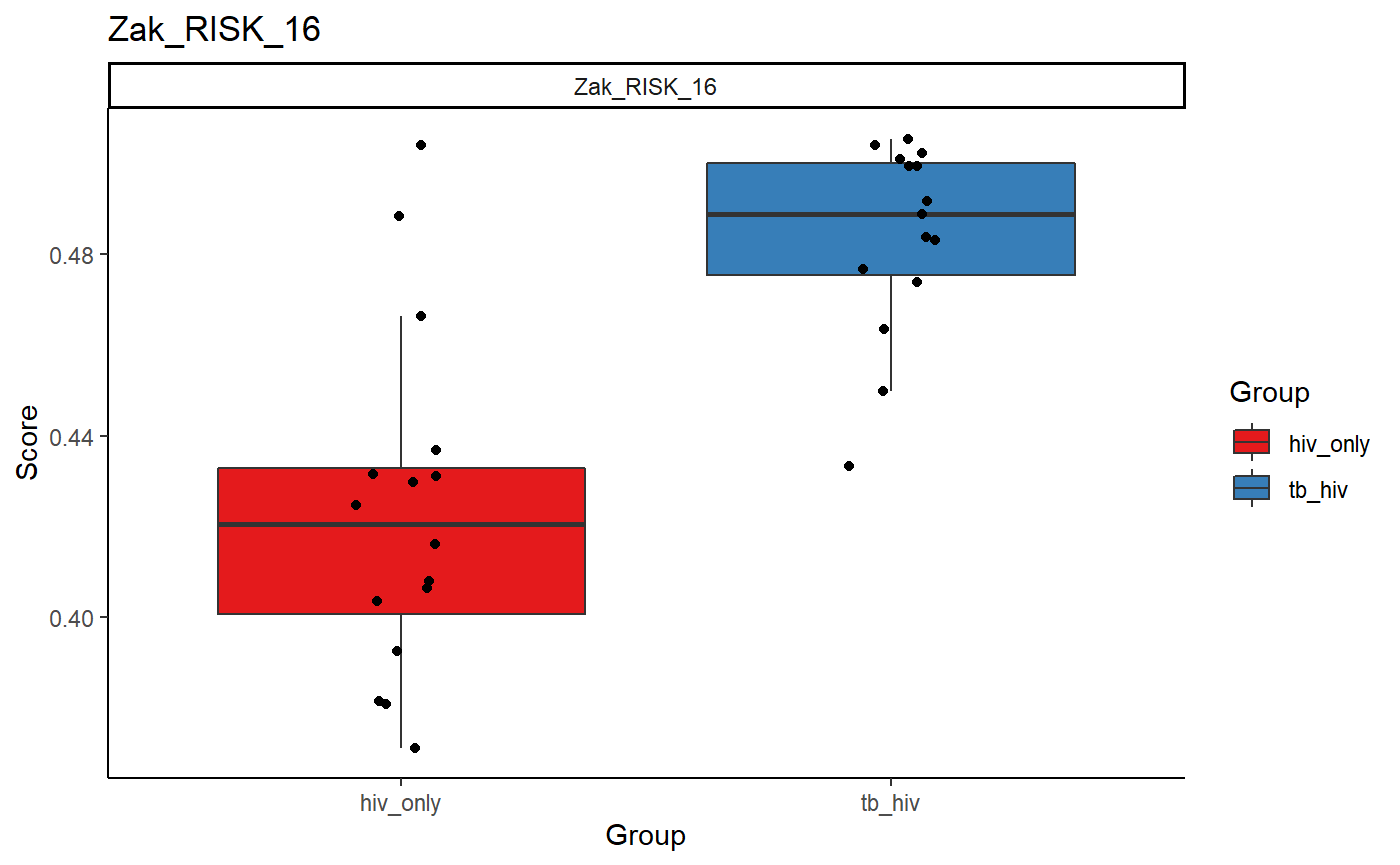 Zak_RISK_16
Zak_RISK_16
0.48
0.44
0.40
Score
hiv_only
tb_hiv
Group
Group
hiv_only
tb_hiv